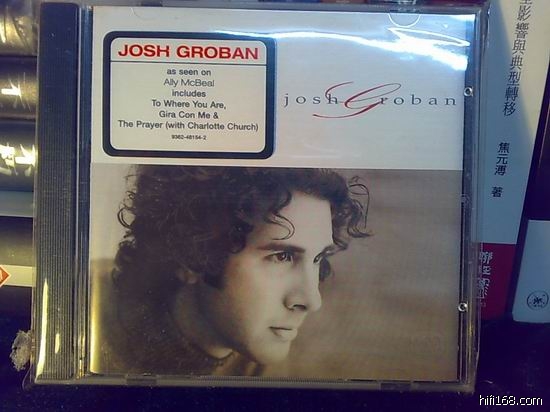 JOSH GROBAN
as seen on
Ally McBeal
includes
To Where You Are,
Gira Con Me &
The Prayer (with Charlotte Church)
9362-48154-2
josh Groban
影響與典型轉移
焦元溥 著
hifi168.com